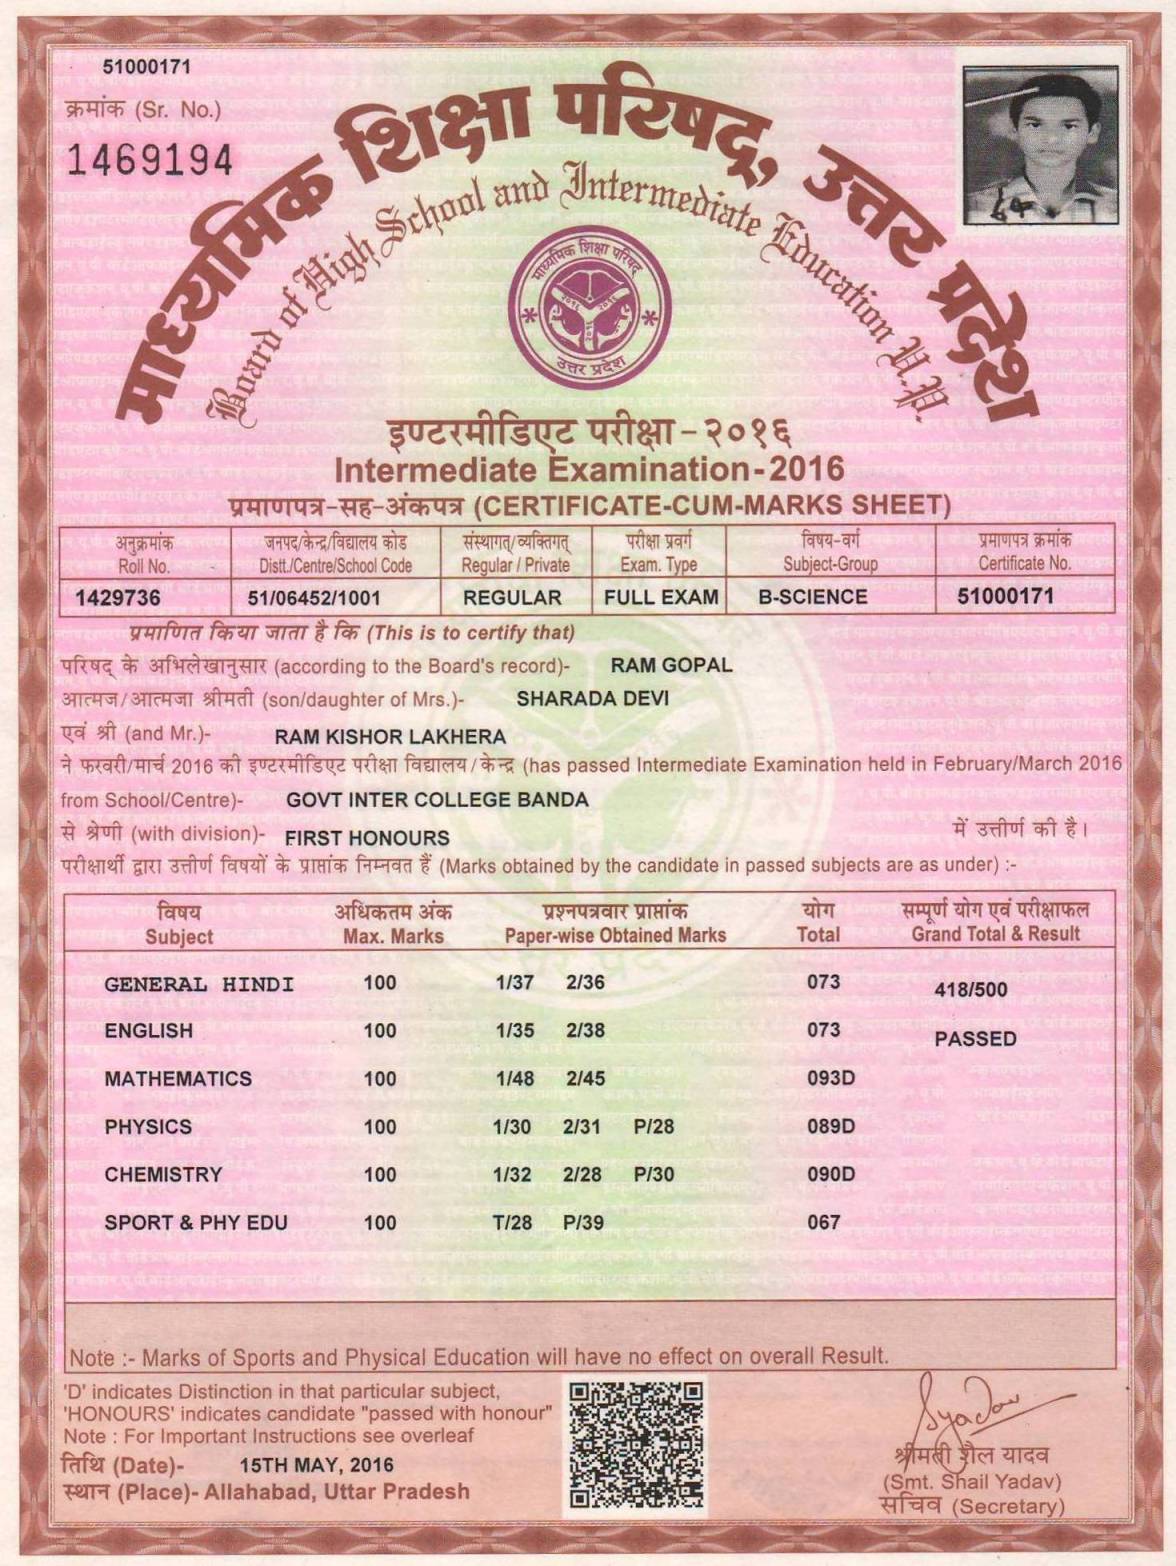 51000171
क्रमांक (Sr. No.)
1469194
माध्यमिक शिक्षा परिषद्, उत्तर प्रदेश
Board of High School and Intermediate Education U.P.
माध्यमिक शिक्षा परिषद्
उत्तर प्रदेश
इण्टरमीडिएट परीक्षा - २०१६
Intermediate Examination - 2016
प्रमाणपत्र-सह-अंकपत्र (CERTIFICATE-CUM-MARKS SHEET)
अनुक्रमांक जनपद/केन्द्र/विद्यालय कोड संस्थागत्/व्यक्तिगत् परीक्षा प्रवर्ग विषय-वर्ग प्रमाणपत्र क्रमांक
Roll No. Distt./Centre/School Code Regular / Private Exam. Type Subject-Group Certificate No.
1429736 51/06452/1001 REGULAR FULL EXAM B-SCIENCE 51000171
प्रमाणित किया जाता है कि (This is to certify that)
परिषद् के अभिलेखानुसार (according to the Board's record)- RAM GOPAL
आत्मज/आत्मजा श्रीमती (son/daughter of Mrs.)- SHARADA DEVI
एवं श्री (and Mr.)- RAM KISHOR LAKHERA
ने फरवरी/मार्च 2016 की इण्टरमीडिएट परीक्षा विद्यालय/केन्द्र (has passed Intermediate Examination held in February/March 2016
from School/Centre)- GOVT INTER COLLEGE BANDA
से श्रेणी (with division)- FIRST HONOURS में उत्तीर्ण की है।
परीक्षार्थी द्वारा उत्तीर्ण विषयों के प्राप्तांक निम्नवत हैं (Marks obtained by the candidate in passed subjects are as under) :-
विषय अधिकतम अंक प्रश्नपत्रवार प्राप्तांक योग सम्पूर्ण योग एवं परीक्षाफल
Subject Max. Marks Paper-wise Obtained Marks Total Grand Total & Result
GENERAL HINDI 100 1/37 2/36 073 418/500
ENGLISH 100 1/35 2/38 073 PASSED
MATHEMATICS 100 1/48 2/45 093D
PHYSICS 100 1/30 2/31 P/28 089D
CHEMISTRY 100 1/32 2/28 P/30 090D
SPORT & PHY EDU 100 T/28 P/39 067
Note :- Marks of Sports and Physical Education will have no effect on overall Result.
'D' indicates Distinction in that particular subject,
'HONOURS' indicates candidate "passed with honour"
Note : For Important Instructions see overleaf
तिथि (Date)- 15TH MAY, 2016
स्थान (Place)- Allahabad, Uttar Pradesh
SYadav
श्रीमती शैल यादव
(Smt. Shail Yadav)
सचिव (Secretary)